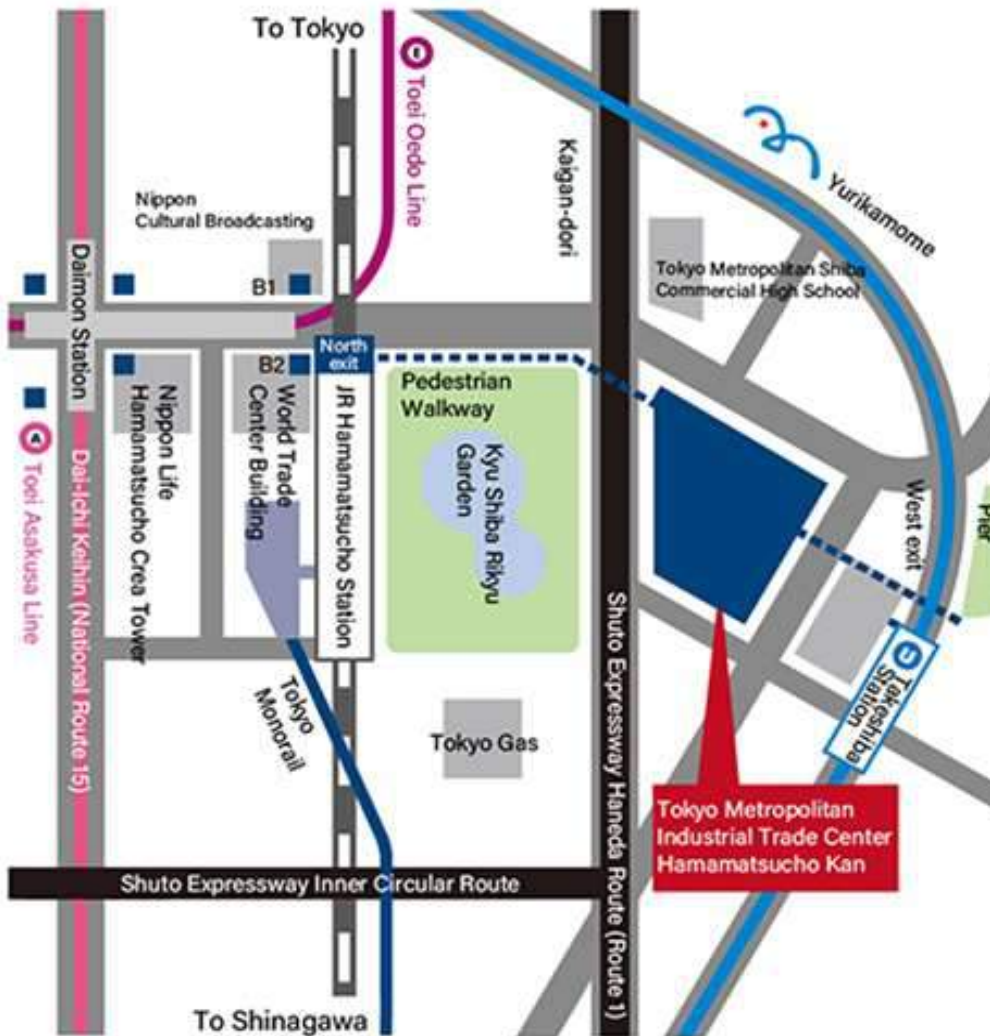 To Tokyo
E
Toei Oedo Line
Kaigan-dori
Yurikamome
Nippon
Cultural Broadcasting
Tokyo Metropolitan Shiba
Commercial High School
Daimon Station
B1
North
exit
B2
Pedestrian
Walkway
World Trade
Center Building
JR Hamamatsucho Station
Nippon Life
Hamamatsucho Crea Tower
Kyu Shiba Rikyu
Garden
A
Toei Asakusa Line
Dai-Ichi Keihin (National Route 15)
West exit
Pier
Takeshiba
Station
Tokyo
Monorail
Tokyo Gas
Shuto Expressway Haneda Route (Route 1)
Tokyo Metropolitan
Industrial Trade Center
Hamamatsucho Kan
Shuto Expressway Inner Circular Route
To Shinagawa